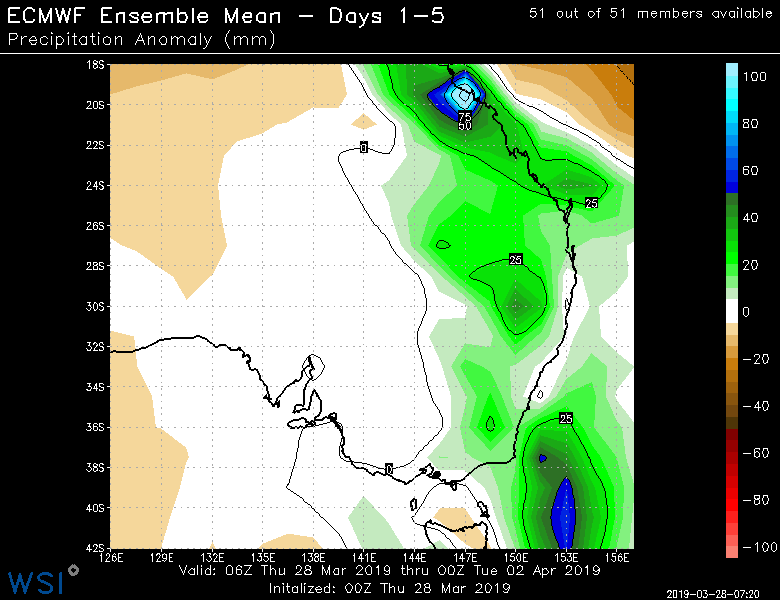 ECMWF Ensemble Mean – Days 1–5
51 out of 51 members available
Precipitation Anomaly (mm)
18S
20S
22S
24S
26S
28S
30S
32S
34S
36S
38S
40S
42S
75
50
0
25
25
25
0
100
80
60
40
20
0
−20
−40
−60
−80
−100
126E 129E 132E 135E 138E 141E 144E 147E 150E 153E 156E
Valid: 06Z Thu 28 Mar 2019 thru 00Z Tue 02 Apr 2019
Initalized: 00Z Thu 28 Mar 2019
WSI
2019-03-28-07:20